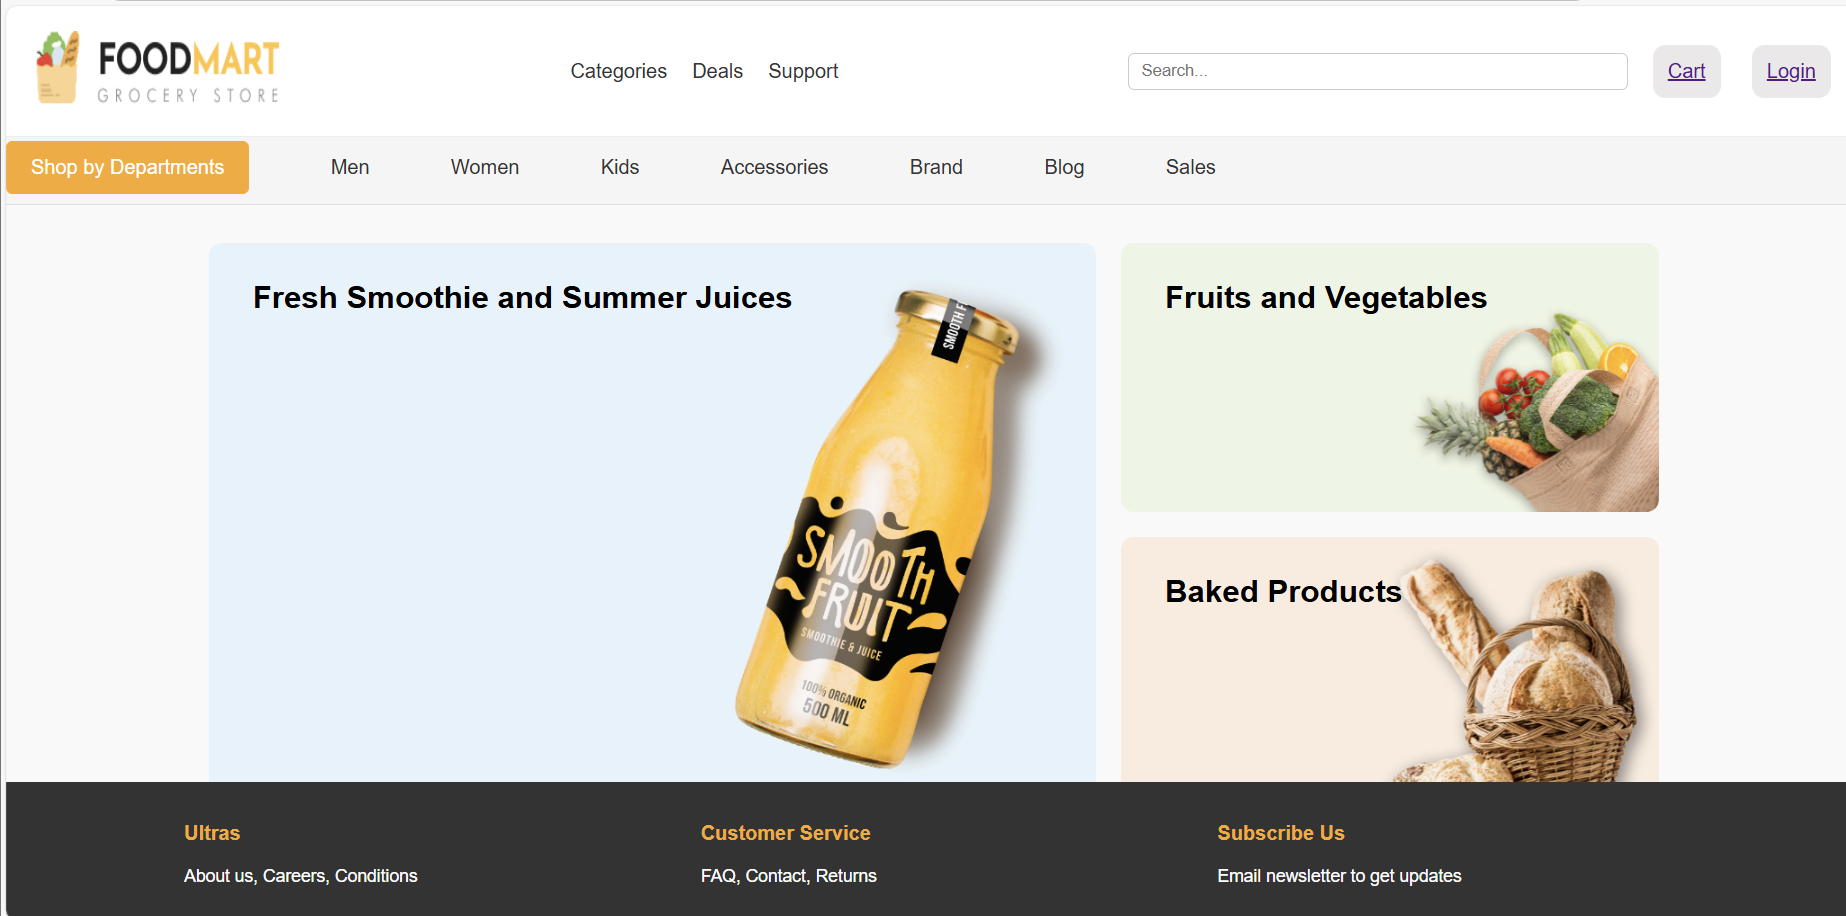 FOODMART
GROCERY STORE
Categories Deals Support
Search...
Cart
Login
Shop by Departments
Men Women Kids Accessories Brand Blog Sales
Fresh Smoothie and Summer Juices
SMOOTH F
SMOOTH
FRUIT
SMOOTHIE & JUICE
100% ORGANIC
500 ML
Fruits and Vegetables
Baked Products
Ultras
About us, Careers, Conditions
Customer Service
FAQ, Contact, Returns
Subscribe Us
Email newsletter to get updates